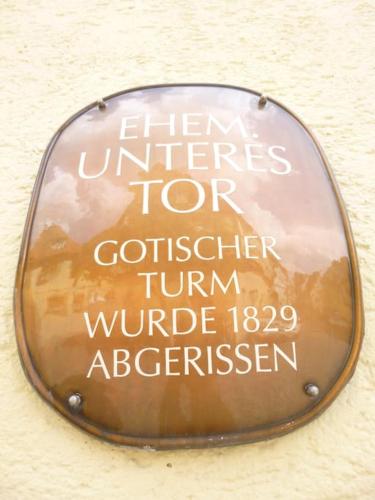 EHEM.
UNTERES
TOR
GOTISCHER
TURM
WURDE 1829
ABGERISSEN